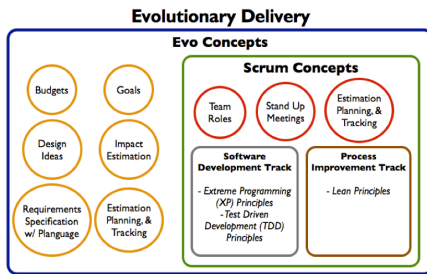 Evolutionary Delivery
Evo Concepts
Budgets
Goals
Design
Ideas
Impact
Estimation
Requirements
Specification
w/ Planguage
Estimation
Planning, &
Tracking
Scrum Concepts
Team
Roles
Stand Up
Meetings
Estimation
Planning, &
Tracking
Software
Development Track
- Extreme Programming
(XP) Principles
- Test Driven
Development (TDD)
Principles
Process
Improvement Track
- Lean Principles